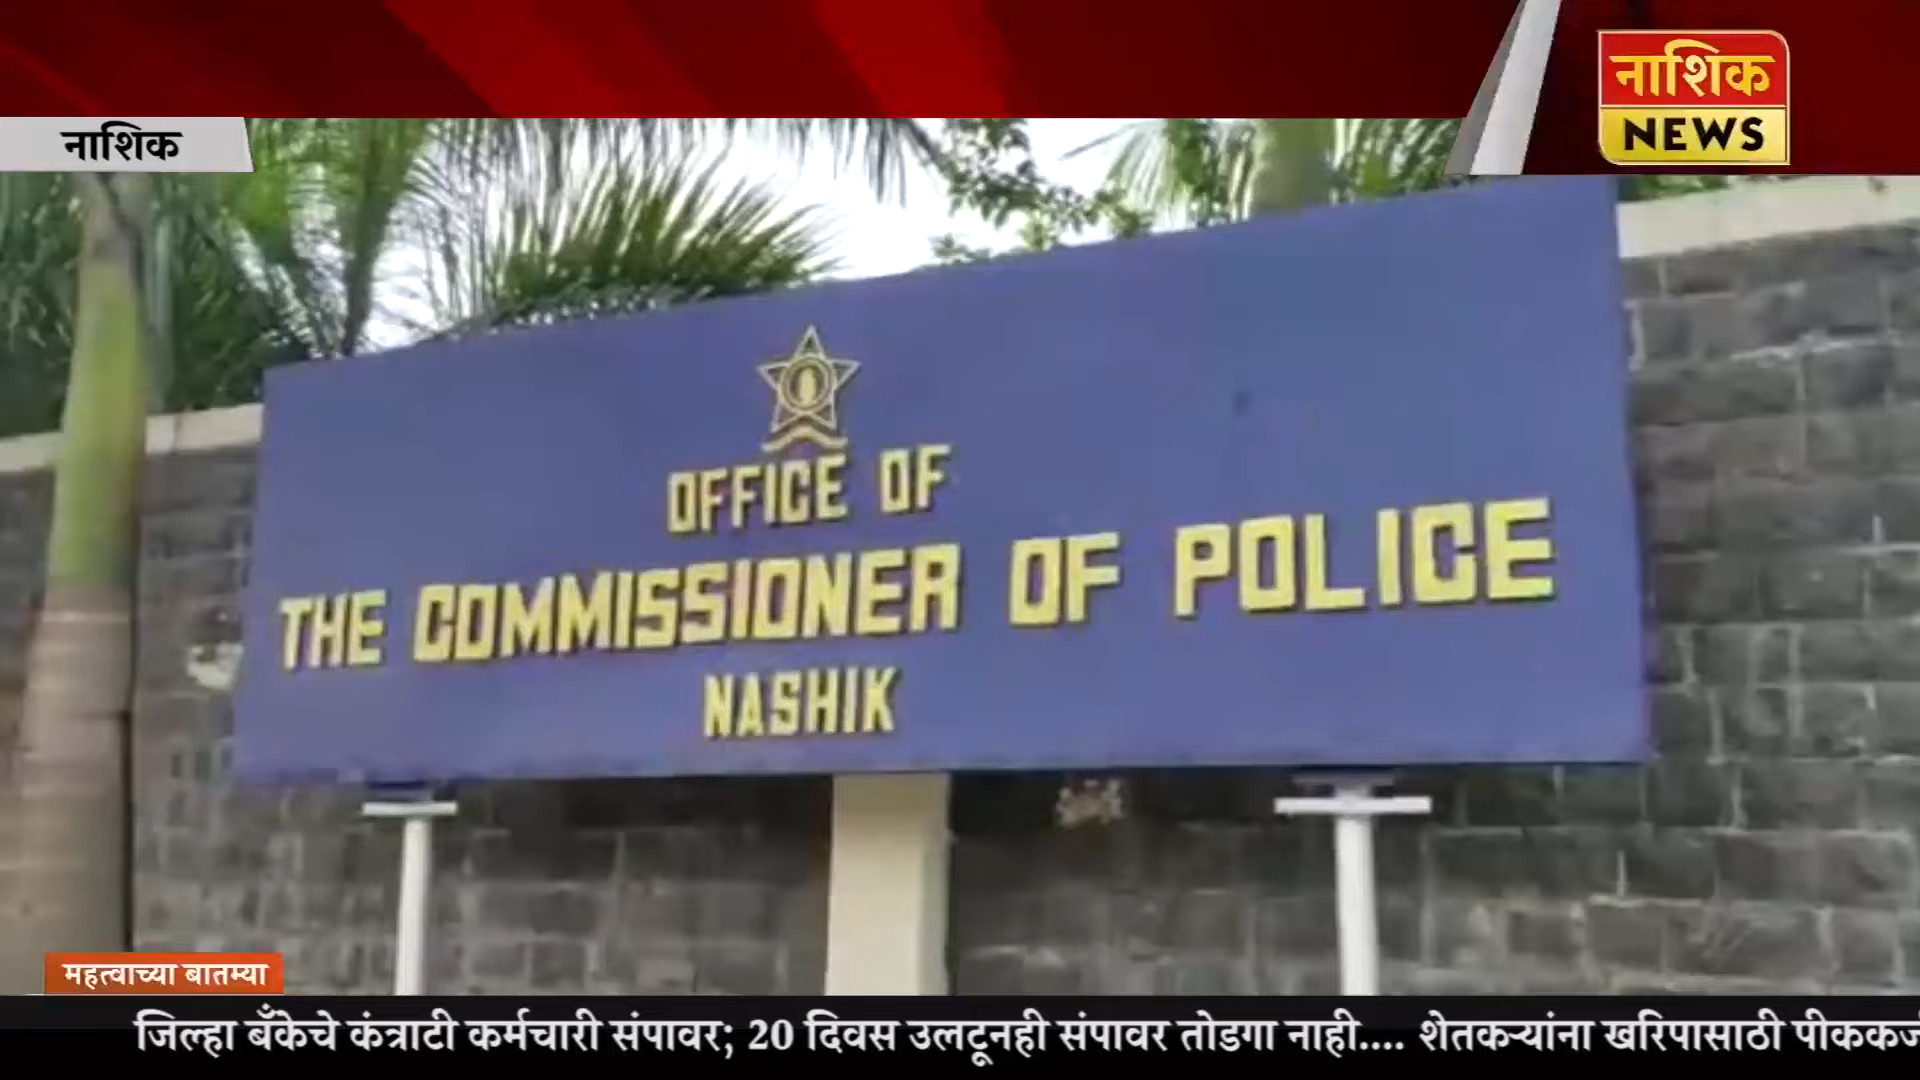 नाशिक
NEWS
नाशिक
OFFICE OF
THE COMMISSIONER OF POLICE
NASHIK
महत्वाच्या बातम्या
जिल्हा बँकेचे कंत्राटी कर्मचारी संपावर; 20 दिवस उलटूनही संपावर तोडगा नाही.... शेतकऱ्यांना खरिपासाठी